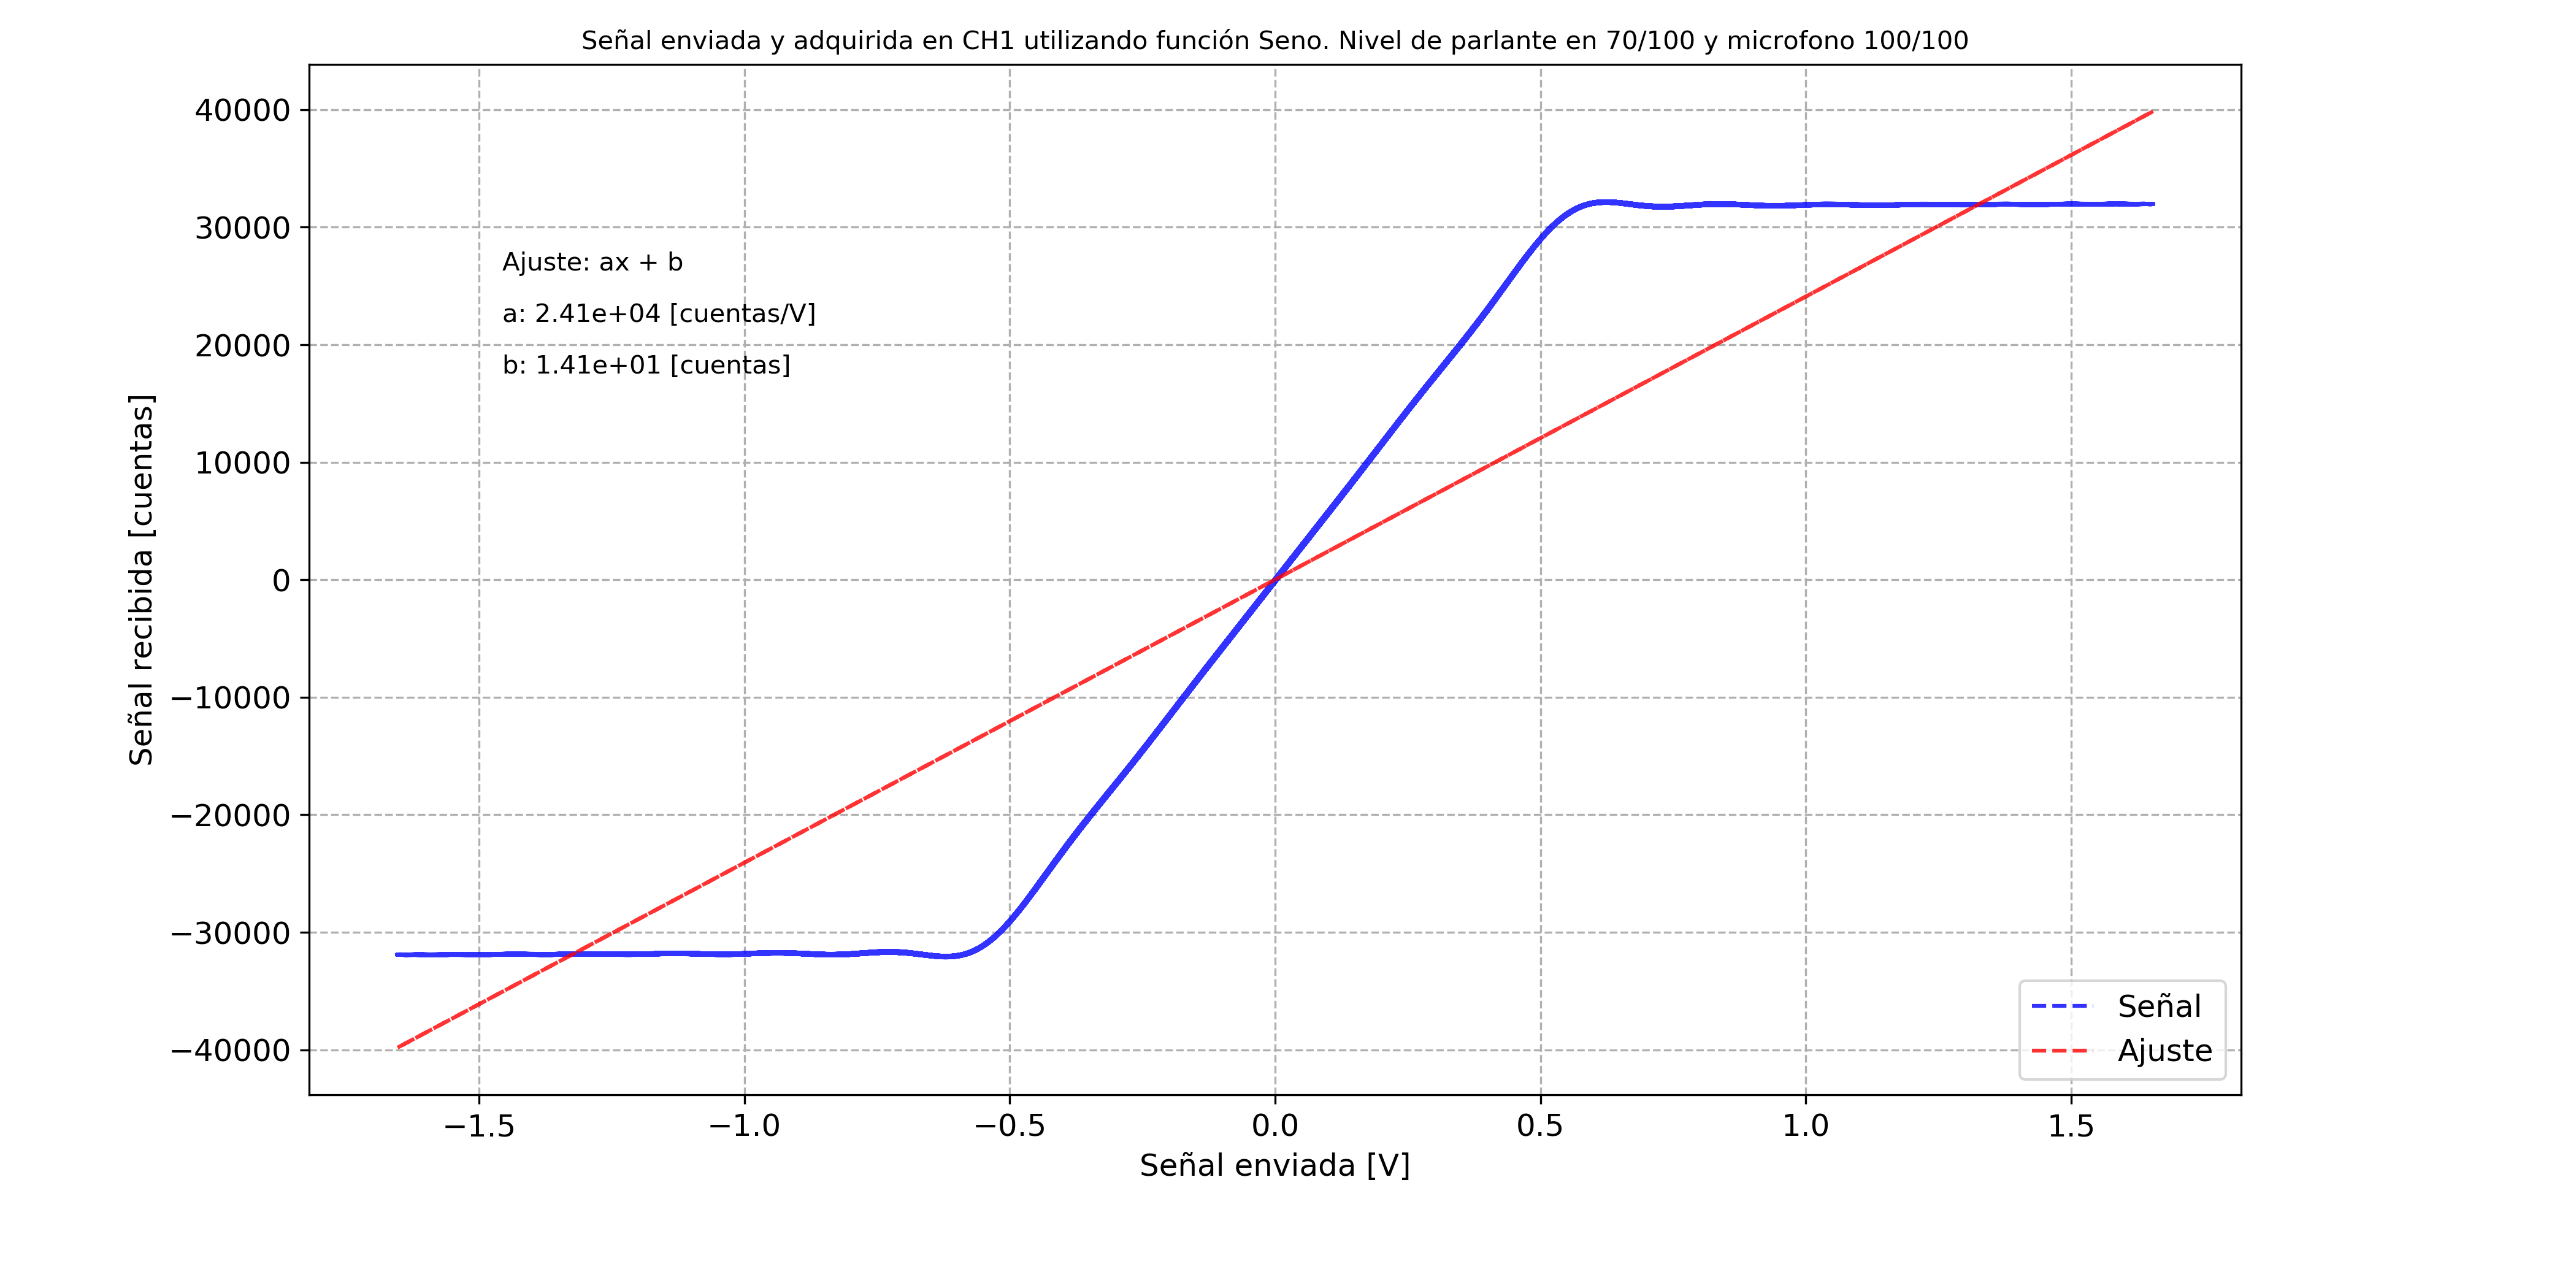 Señal enviada y adquirida en CH1 utilizando función Seno. Nivel de parlante en 70/100 y microfono 100/100
40000
30000
20000
10000
0
−10000
−20000
−30000
−40000
Señal recibida [cuentas]
Ajuste: ax + b
a: 2.41e+04 [cuentas/V]
b: 1.41e+01 [cuentas]
Señal
Ajuste
−1.5 −1.0 −0.5 0.0 0.5 1.0 1.5
Señal enviada [V]